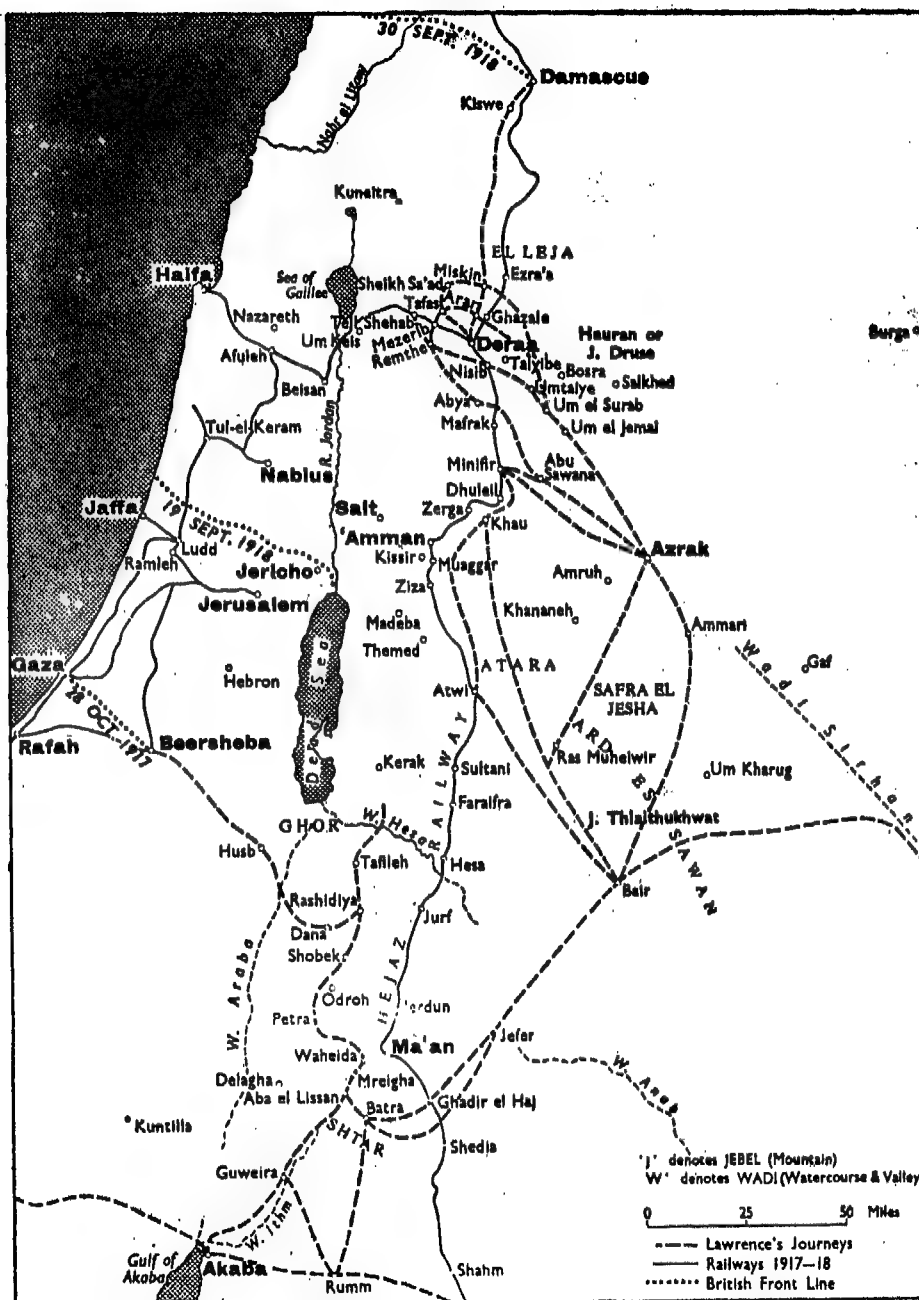 30 SEPT. 1918
Damascus
Kiswe
Kuneitra
EL LEJA
Haifa
Sea of
Galilee
Sheikh Sa'ad
Miskin
Ezra'a
Tafas
Arar
Ghazale
Nazareth
Tell Shehab
Hauran or
J. Druse
Burga
Um Keis
Mezerib
Remthe
Deraa
Afuleh
Taiyibe
Bosra
Beisan
Nisib
Umtaiye
Salkhed
Abya
Um el Surab
Tul-el-Keram
Mafrak
Um el Jemal
R. Jordan
Nablus
Minifir
Abu
Sawana
Dhuleil
Jaffa
Salt
Zerga
Khau
19 SEPT. 1918
'Amman
Azrak
Ludd
Kissir
Muaggar
Ramleh
Jericho
Ziza
Amruh
Jerusalem
Khananeh
Madeba
Ammari
Themed
Wadi Sirhan
Gaza
Dead Sea
ATARA
Gaf
Hebron
Atwi
SAFRA EL
JESHA
28 OCT. 1917
Rafah
Beersheba
Ras Muheiwir
ARD ES SAWAN
Kerak
Sultani
Um Kharug
Faraifra
J. Thlaithukhwat
GHOR
W. Hesa
Husb
Tafileh
Hesa
Bair
Rashidiya
Jurf
Dana
HEJAZ RAILWAY
Shobek
W. Araba
Odroh
Petra
Jefer
Waheida
Ma'an
Delagha
Mreigha
Aba el Lissan
Ghadir el Haj
Batra
Kuntilla
SHTAR
Shedia
Guweira
'J' denotes JEBEL (Mountain)
W' denotes WADI (Watercourse & Valley
0 25 50 Miles
W. Ithm
Gulf of
Akaba
Akaba
Rumm
Shahm
Lawrence's Journeys
Railways 1917—18
British Front Line